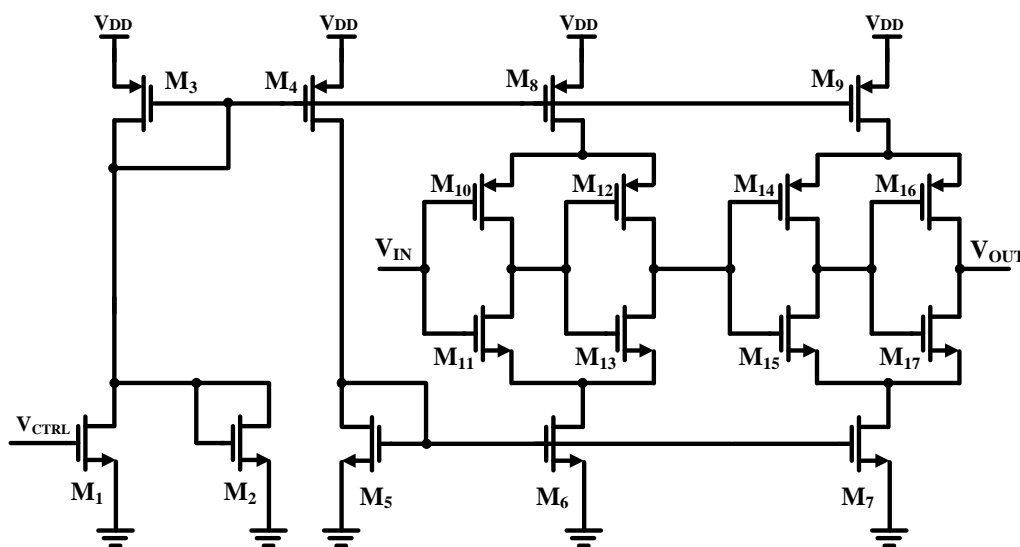 VDD VDD VDD VDD
M3 M4 M8 M9
M10 M12 M14 M16
VIN VOUT
M11 M13 M15 M17
VCTRL
M1 M2 M5 M6 M7